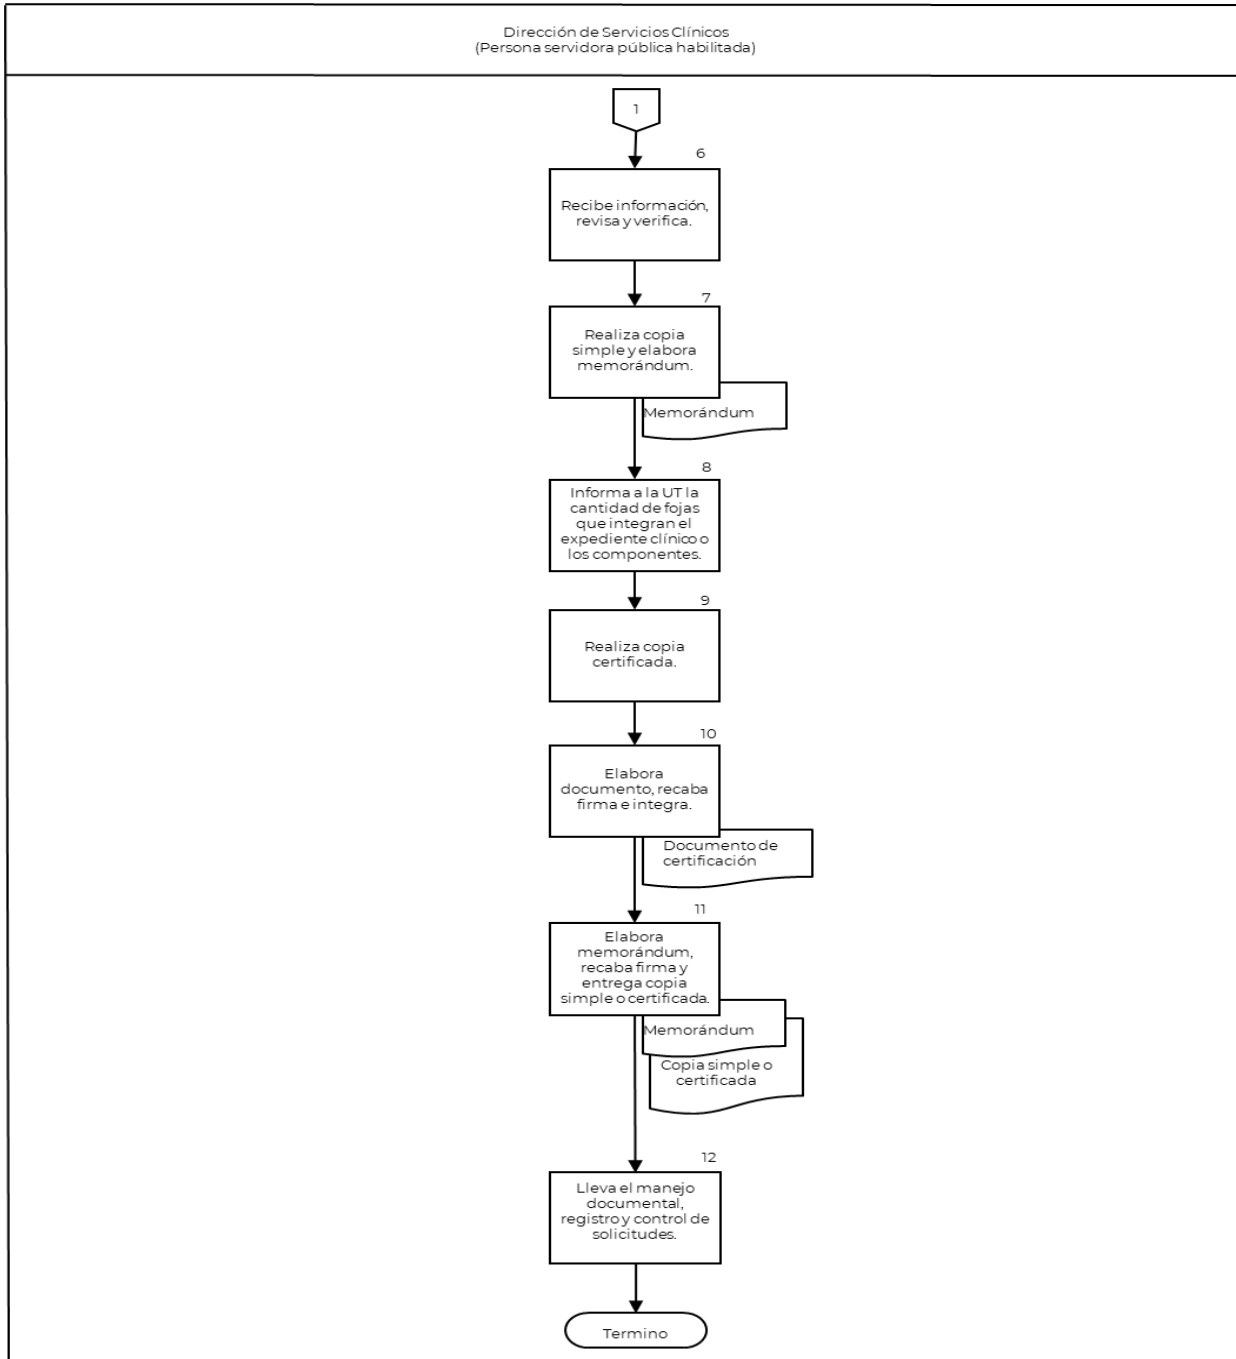 Dirección de Servicios Clínicos
(Persona servidora pública habilitada)
1
6
Recibe información,
revisa y verifica.
7
Realiza copia
simple y elabora
memorándum.
Memorándum
8
Informa a la UT la
cantidad de fojas
que integran el
expediente clínico o
los componentes.
9
Realiza copia
certificada.
10
Elabora
documento, recaba
firma e integra.
Documento de
certificación
11
Elabora
memorándum,
recaba firma y
entrega copia
simple o certificada.
Memorándum
Copia simple o
certificada
12
Lleva el manejo
documental,
registro y control de
solicitudes.
Termino